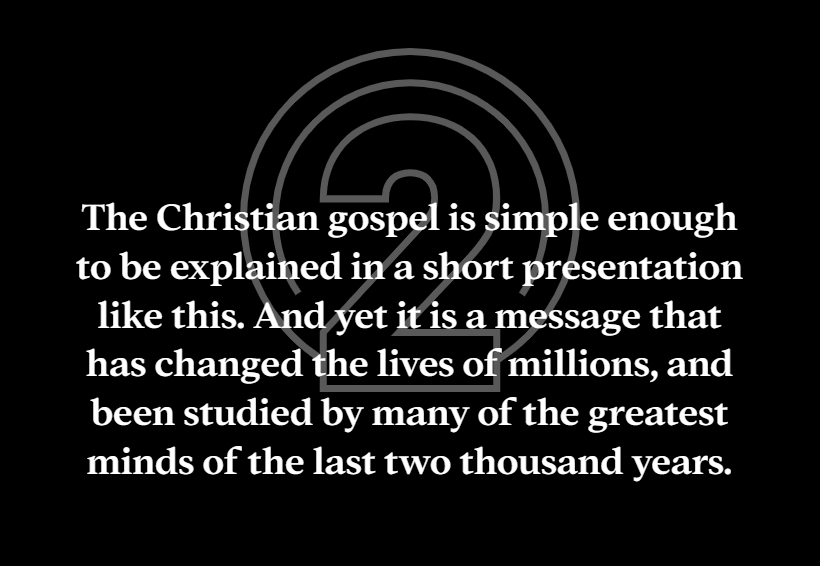 2
The Christian gospel is simple enough
to be explained in a short presentation
like this. And yet it is a message that
has changed the lives of millions, and
been studied by many of the greatest
minds of the last two thousand years.